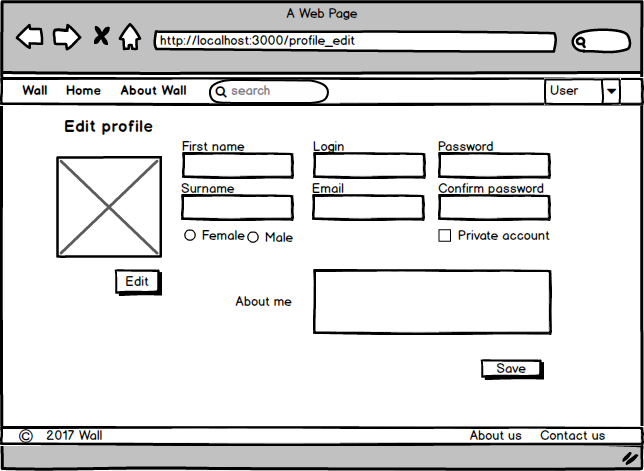 A Web Page
http://localhost:3000/profile_edit
Wall Home About Wall search User
Edit profile
First name Login Password
Surname Email Confirm password
Female Male Private account
Edit
About me
Save
© 2017 Wall About us Contact us